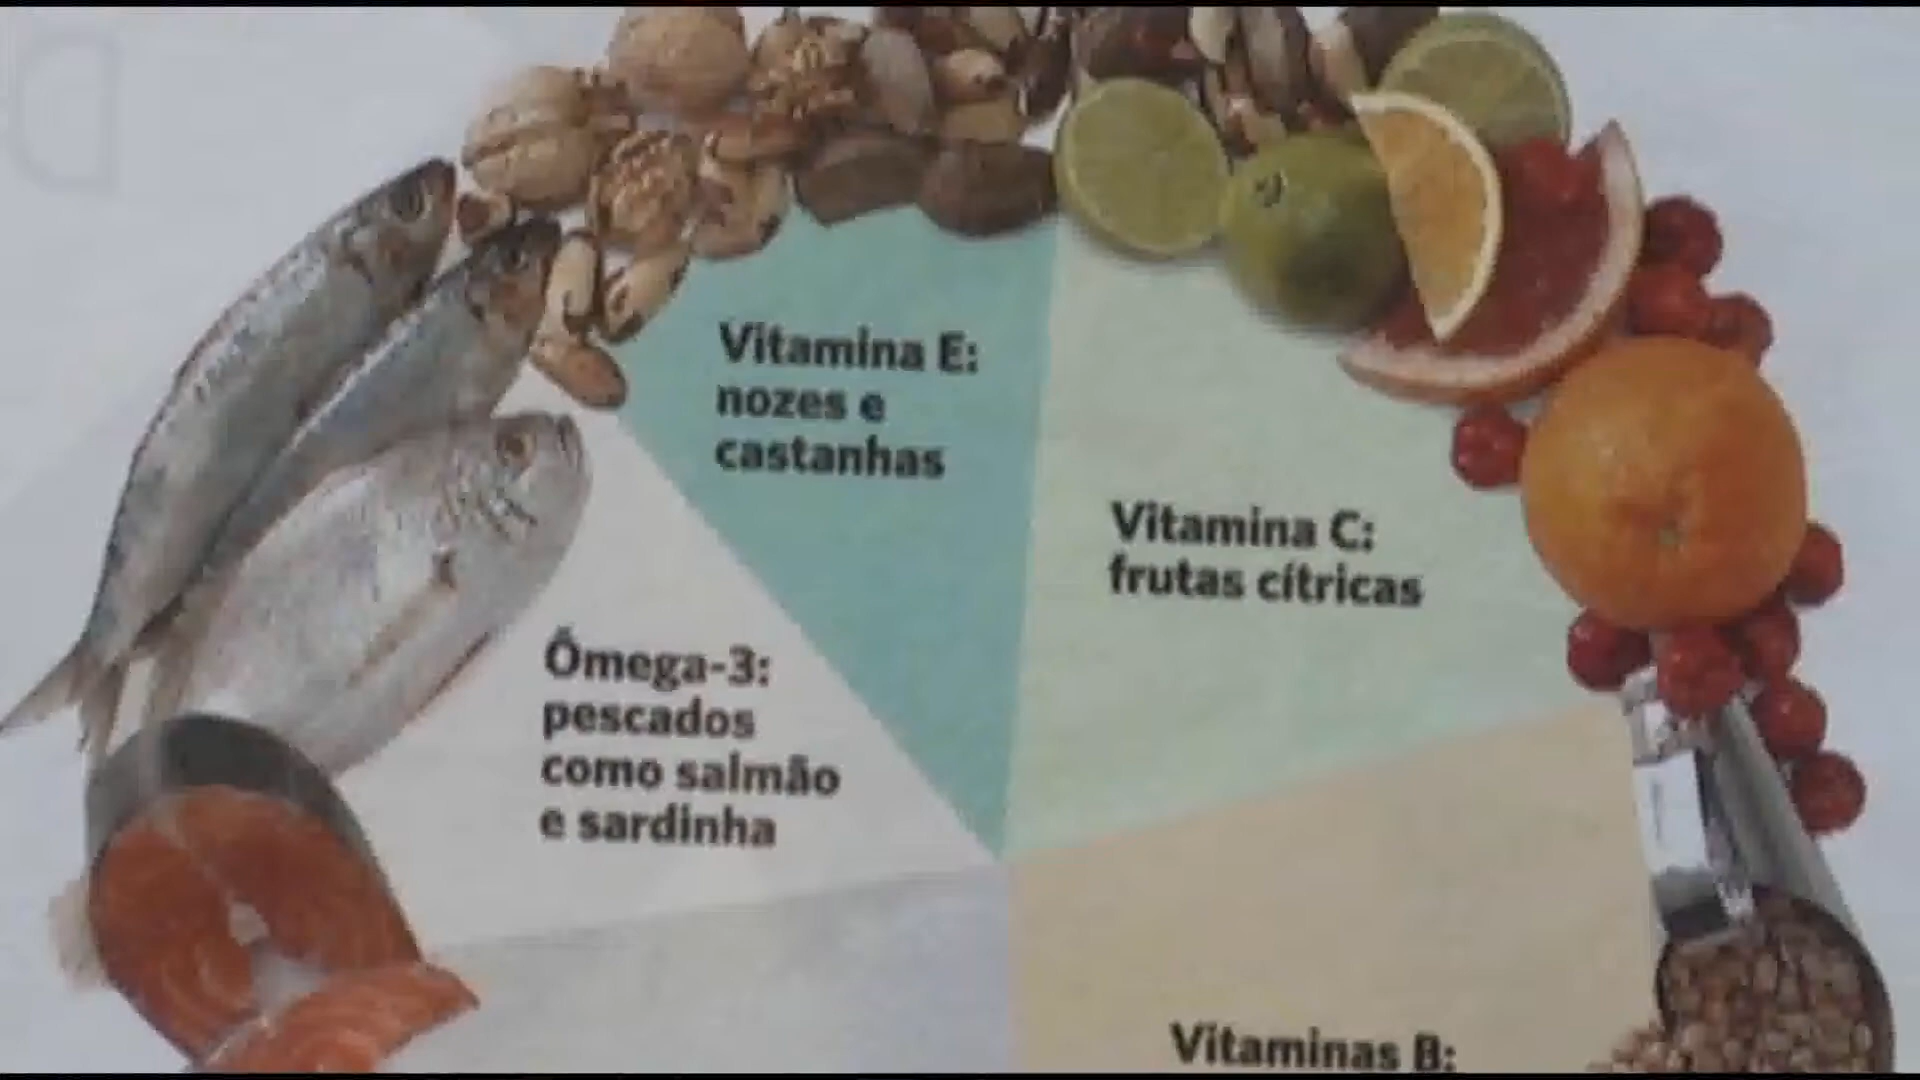 Vitamina E:
nozes e
castanhas
Vitamina C:
frutas cítricas
Ômega-3:
pescados
como salmão
e sardinha
Vitaminas B: